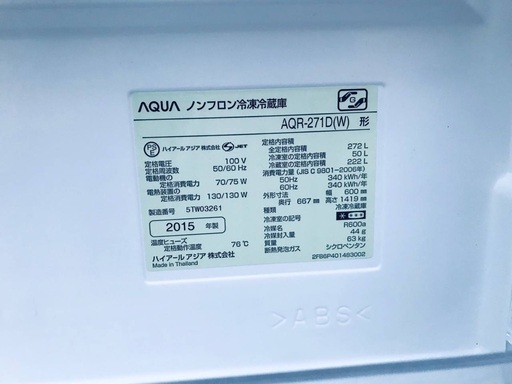 AQUA ノンフロン冷凍冷蔵庫
AQR-271D(W) 形
PS E ハイアール アジア 株式会社 JET
定格電圧 100 V
定格周波数 50/60 Hz
電動機の
定格消費電力 70/75 W
電熱装置の
定格消費電力 130/130 W
製造番号 5TW03261
2015 年製
温度ヒューズ
定格動作温度 76℃
ハイアール アジア 株式会社
Made in Thailand
定格内容積
全定格内容積 272 L
冷凍室の定格内容積 50 L
冷蔵室の定格内容積 222 L
消費電力量 (JIS C 9801-2006年)
50Hz 340 kWh/年
60Hz 340 kWh/年
外形寸法 幅 600 mm
奥行 667 mm 高さ 1419 mm
種類 冷凍冷蔵庫
冷凍室の記号
冷媒名 R600a
冷媒封入量 44 g
質量 63 kg
断熱発泡ガス シクロペンタン
2FB6P401483002
>ABS<